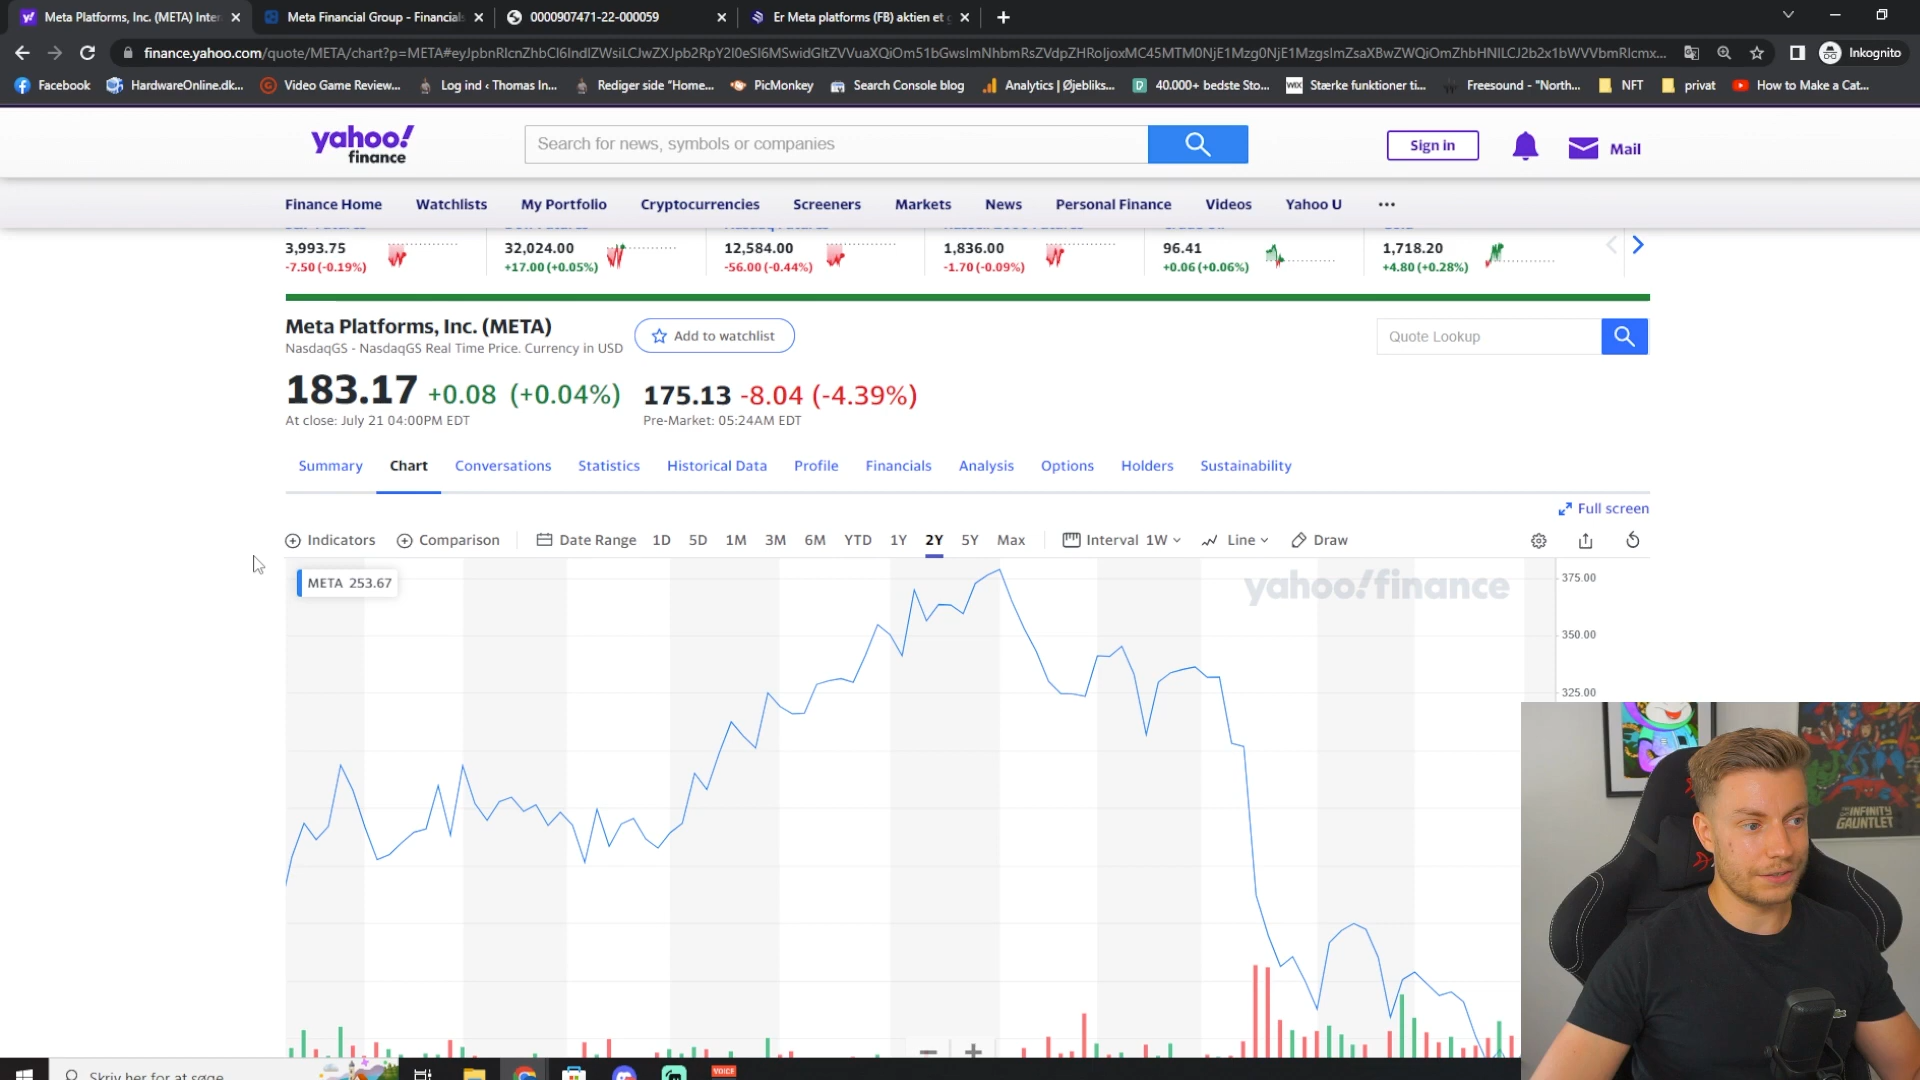 Meta Platforms, Inc. (META) Inter
Meta Financial Group - Financials
0000907471-22-000059
Er Meta platforms (FB) aktien et g
finance.yahoo.com/quote/META/chart?p=META#
Inkognito
Facebook
HardwareOnline.dk...
Video Game Review...
Log ind ‹ Thomas In...
Rediger side "Home...
PicMonkey
Search Console blog
Analytics | Øjebliks...
40.000+ bedste Sto...
Stærke funktioner ti...
Freesound - "North...
NFT
privat
How to Make a Cat...
yahoo!
finance
Search for news, symbols or companies
Sign in
Mail
Finance Home
Watchlists
My Portfolio
Cryptocurrencies
Screeners
Markets
News
Personal Finance
Videos
Yahoo U
3,993.75
-7.50 (-0.19%)
32,024.00
+17.00 (+0.05%)
12,584.00
-56.00 (-0.44%)
1,836.00
-1.70 (-0.09%)
96.41
+0.06 (+0.06%)
1,718.20
+4.80 (+0.28%)
Meta Platforms, Inc. (META)
NasdaqGS - NasdaqGS Real Time Price. Currency in USD
Add to watchlist
Quote Lookup
183.17 +0.08 (+0.04%)
At close: July 21 04:00PM EDT
175.13 -8.04 (-4.39%)
Pre-Market: 05:24AM EDT
Summary
Chart
Conversations
Statistics
Historical Data
Profile
Financials
Analysis
Options
Holders
Sustainability
Full screen
Indicators
Comparison
Date Range
1D
5D
1M
3M
6M
YTD
1Y
2Y
5Y
Max
Interval 1W
Line
Draw
META 253.67
yahoo!finance
375.00
350.00
325.00
THE
INFINITY
GAUNTLET
Skriv her for at søge
VOICE